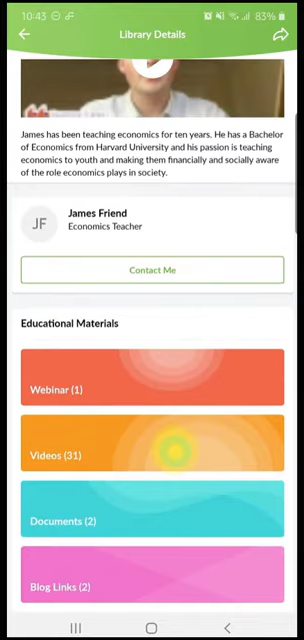 10:43
83%
Library Details
James has been teaching economics for ten years. He has a Bachelor
of Economics from Harvard University and his passion is teaching
economics to youth and making them financially and socially aware
of the role economics plays in society.
JF
James Friend
Economics Teacher
Contact Me
Educational Materials
Webinar (1)
Videos (31)
Documents (2)
Blog Links (2)